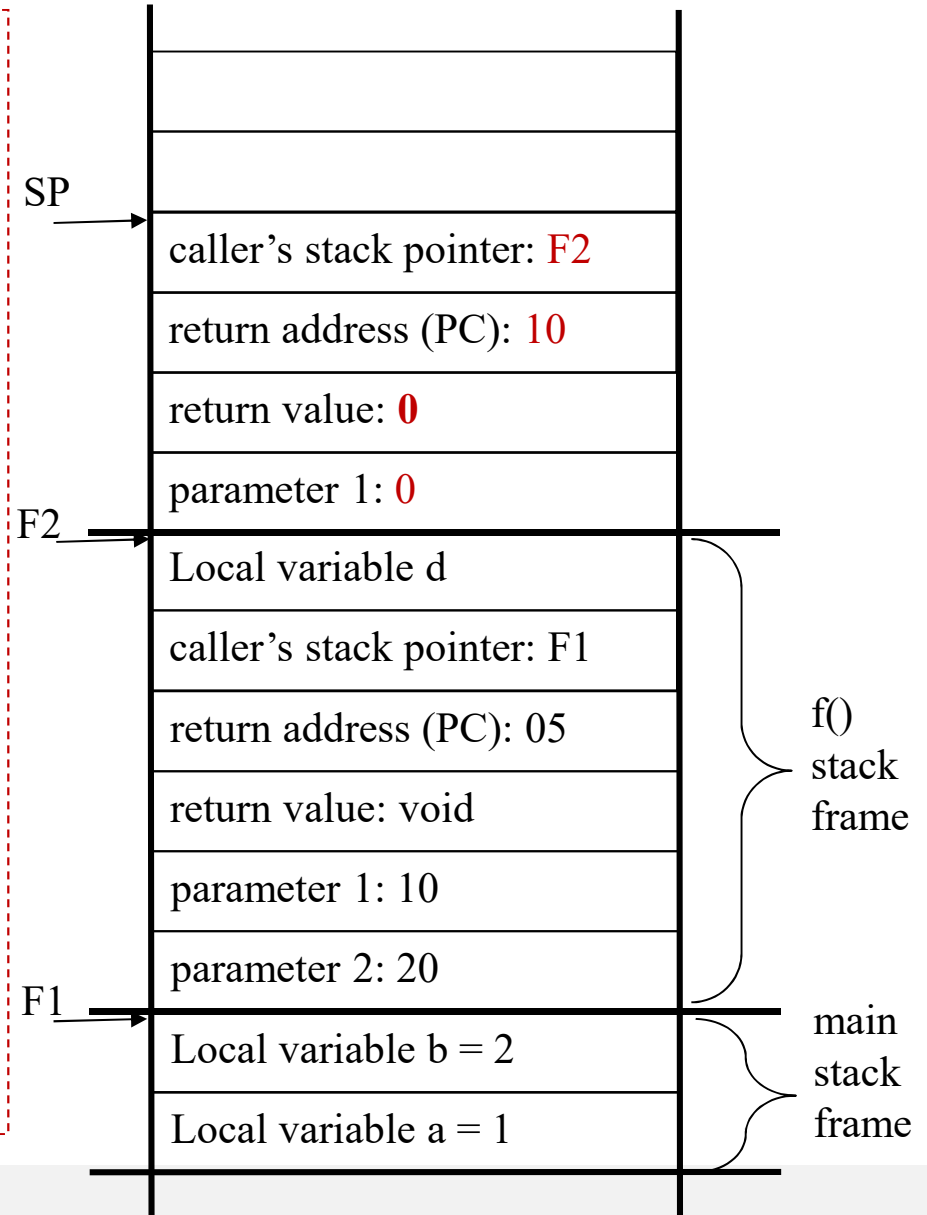 SP
caller’s stack pointer: F2
return address (PC): 10
return value: 0
parameter 1: 0
F2
Local variable d
caller’s stack pointer: F1
return address (PC): 05
return value: void
parameter 1: 10
parameter 2: 20
f()
stack
frame
F1
Local variable b = 2
Local variable a = 1
main
stack
frame